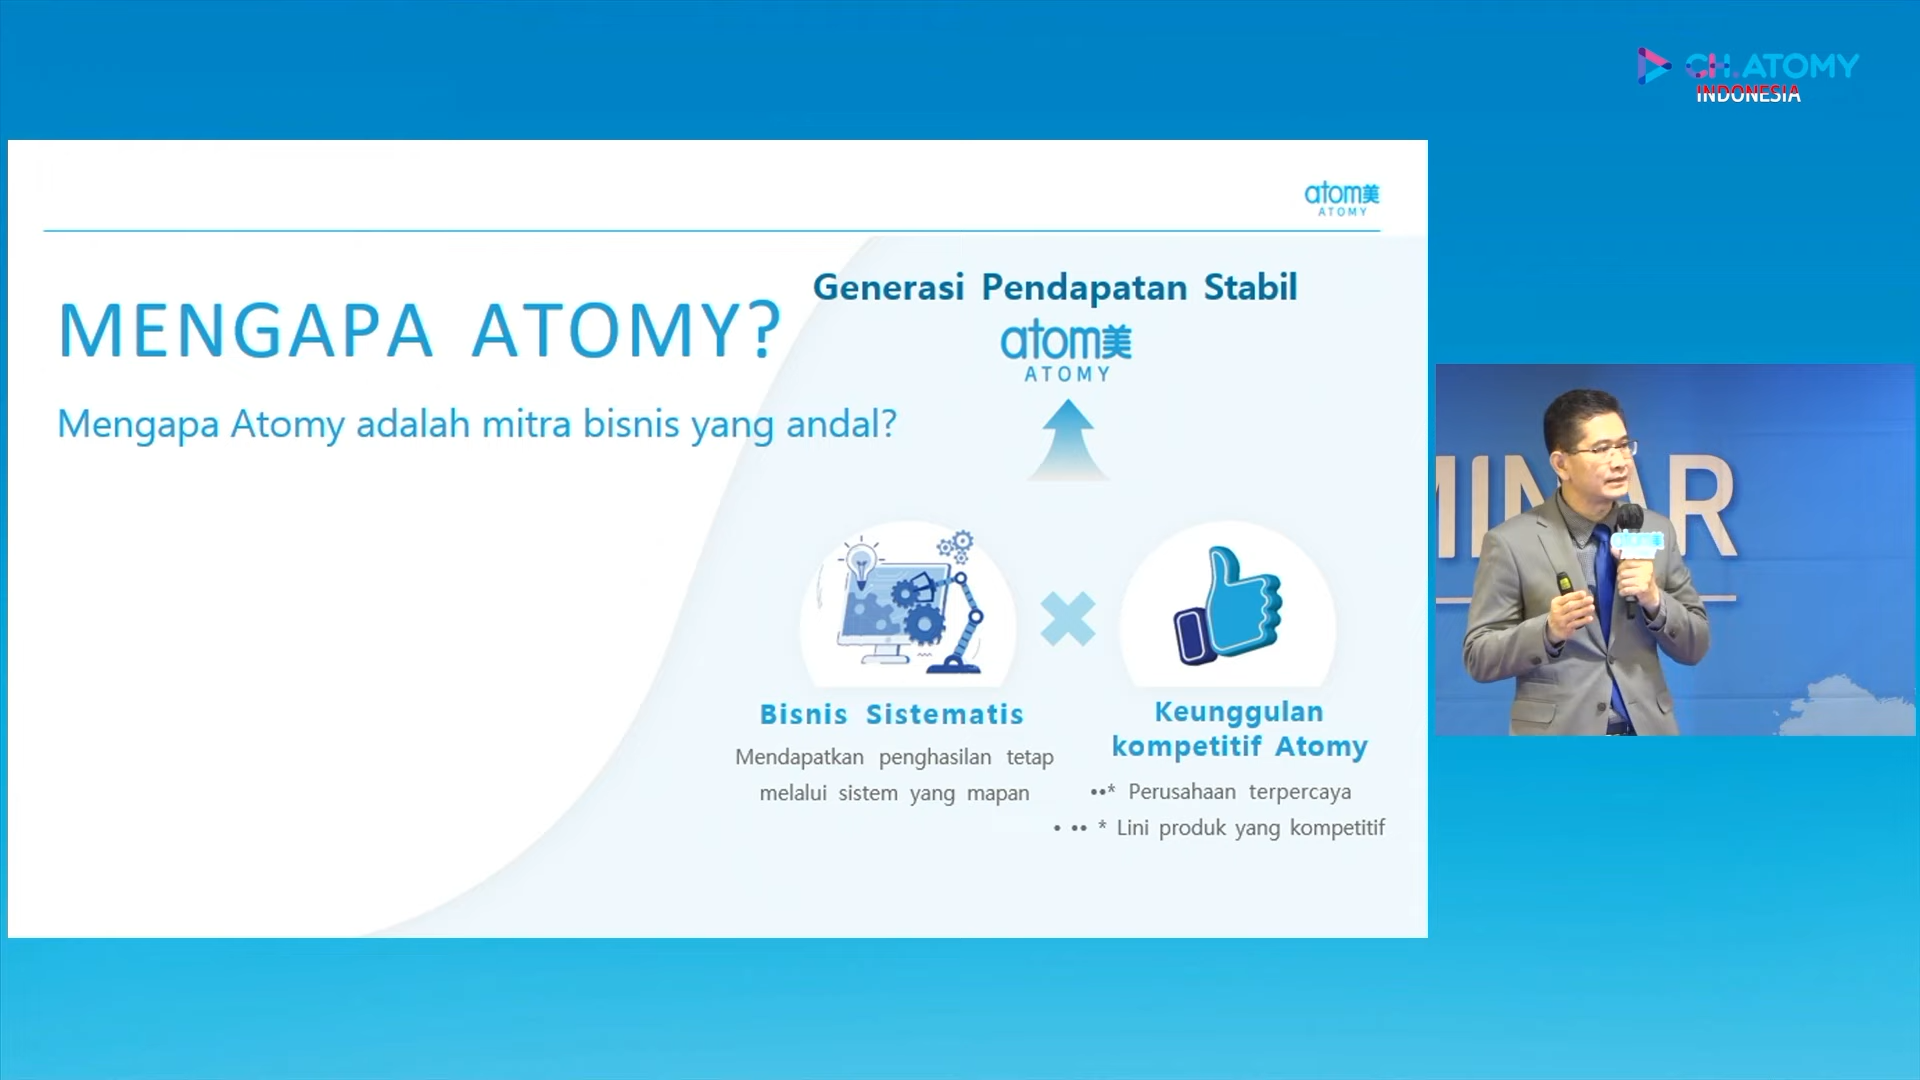 CH.ATOMY
INDONESIA
atom美
ATOMY
MENGAPA ATOMY?
Mengapa Atomy adalah mitra bisnis yang andal?
Generasi Pendapatan Stabil
atom美
ATOMY
Bisnis Sistematis
Mendapatkan penghasilan tetap
melalui sistem yang mapan
Keunggulan
kompetitif Atomy
••* Perusahaan terpercaya
• •• * Lini produk yang kompetitif
MINAR